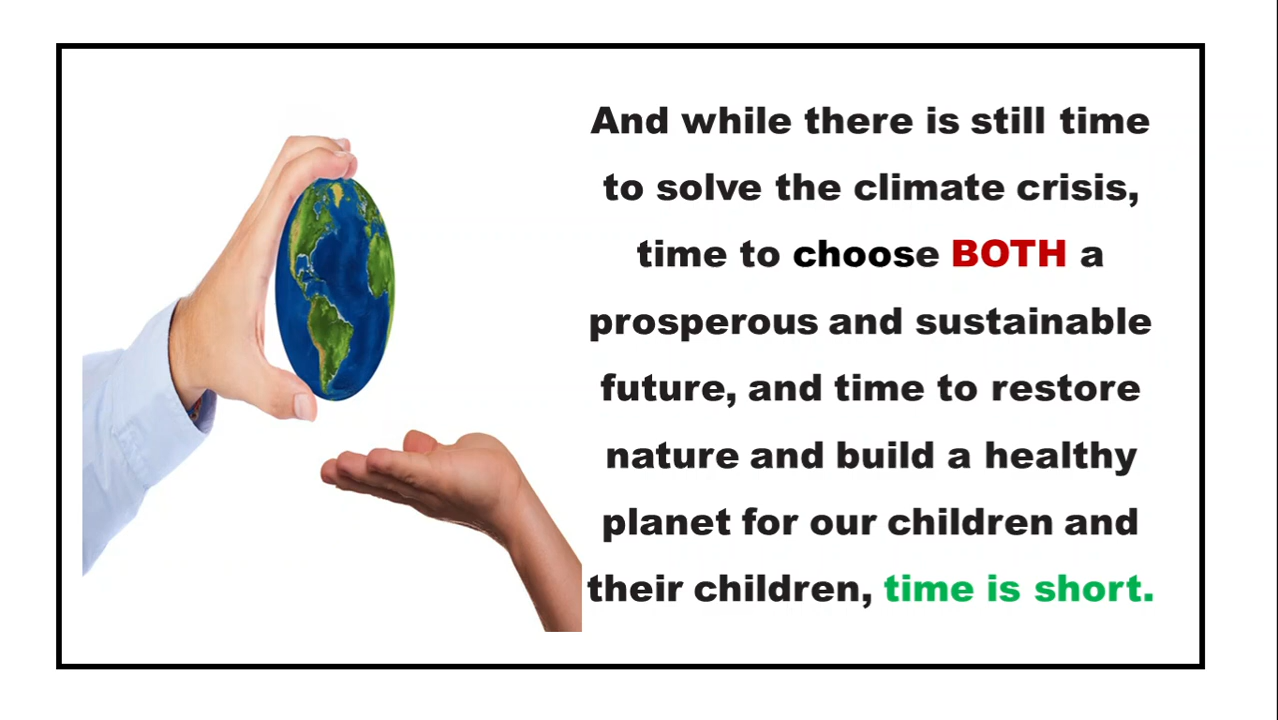 And while there is still time
to solve the climate crisis,
time to choose BOTH a
prosperous and sustainable
future, and time to restore
nature and build a healthy
planet for our children and
their children, time is short.